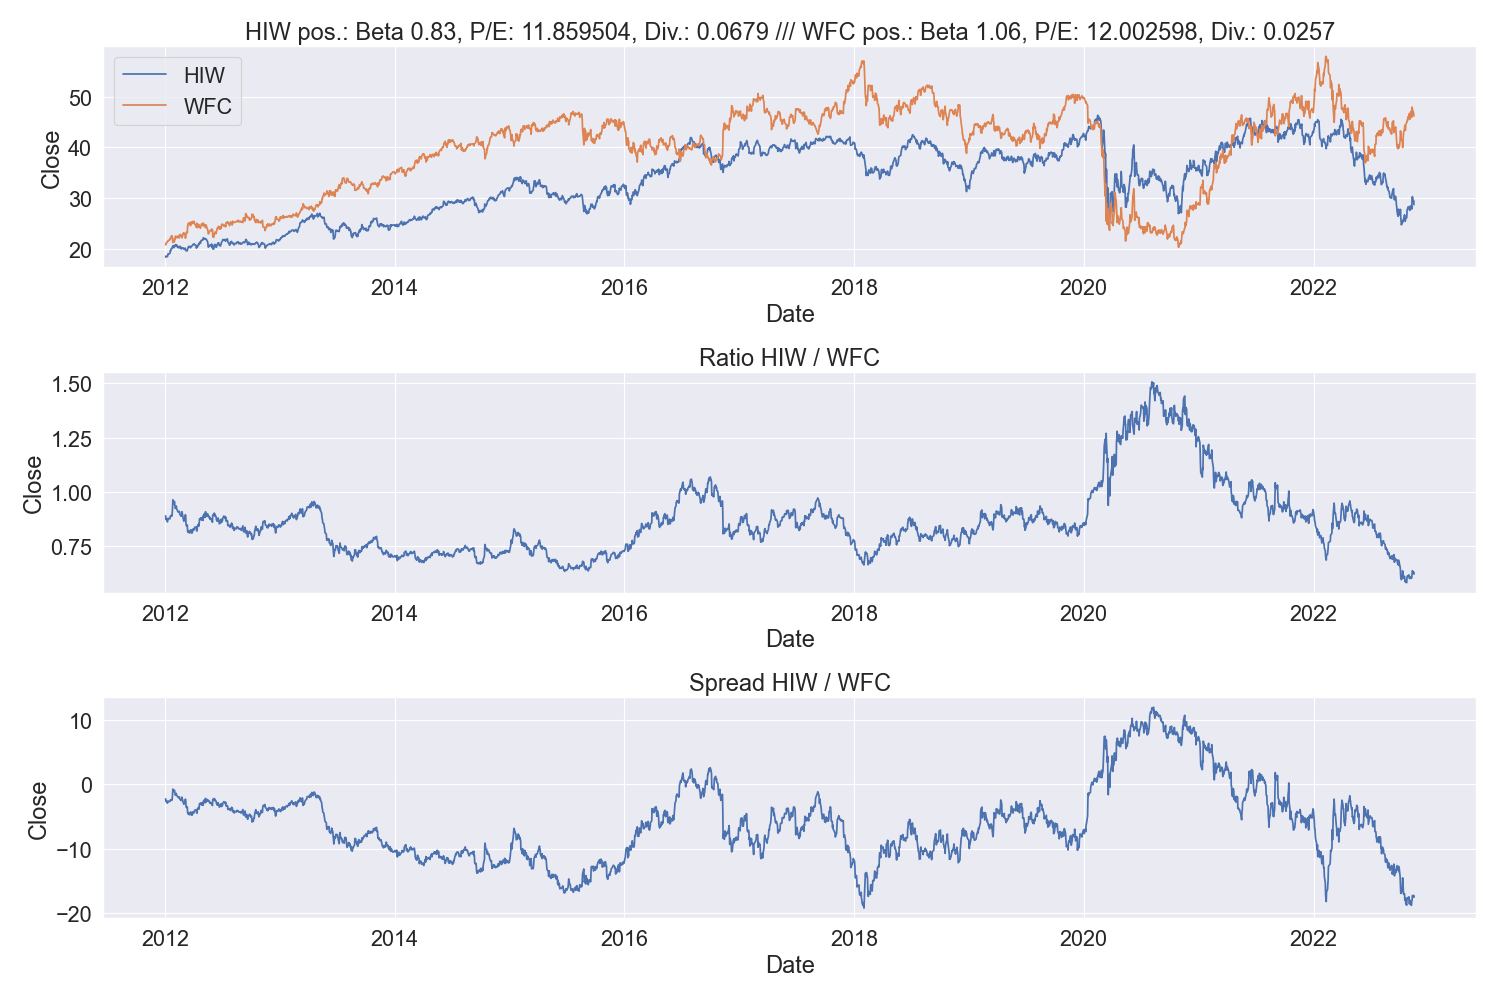 HIW pos.: Beta 0.83, P/E: 11.859504, Div.: 0.0679 /// WFC pos.: Beta 1.06, P/E: 12.002598, Div.: 0.0257
HIW
WFC
Close
50
40
30
20
2012 2014 2016 2018 2020 2022
Date
Ratio HIW / WFC
Close
1.50
1.25
1.00
0.75
2012 2014 2016 2018 2020 2022
Date
Spread HIW / WFC
Close
10
0
−10
−20
2012 2014 2016 2018 2020 2022
Date